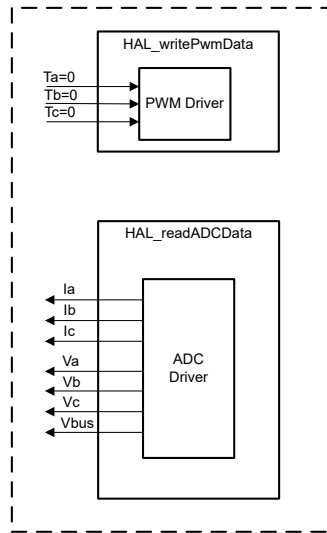 HAL_writePwmData
Ta=0
Tb=0
Tc=0
PWM Driver
HAL_readADCData
Ia
Ib
Ic
Va
Vb
Vc
Vbus
ADC
Driver